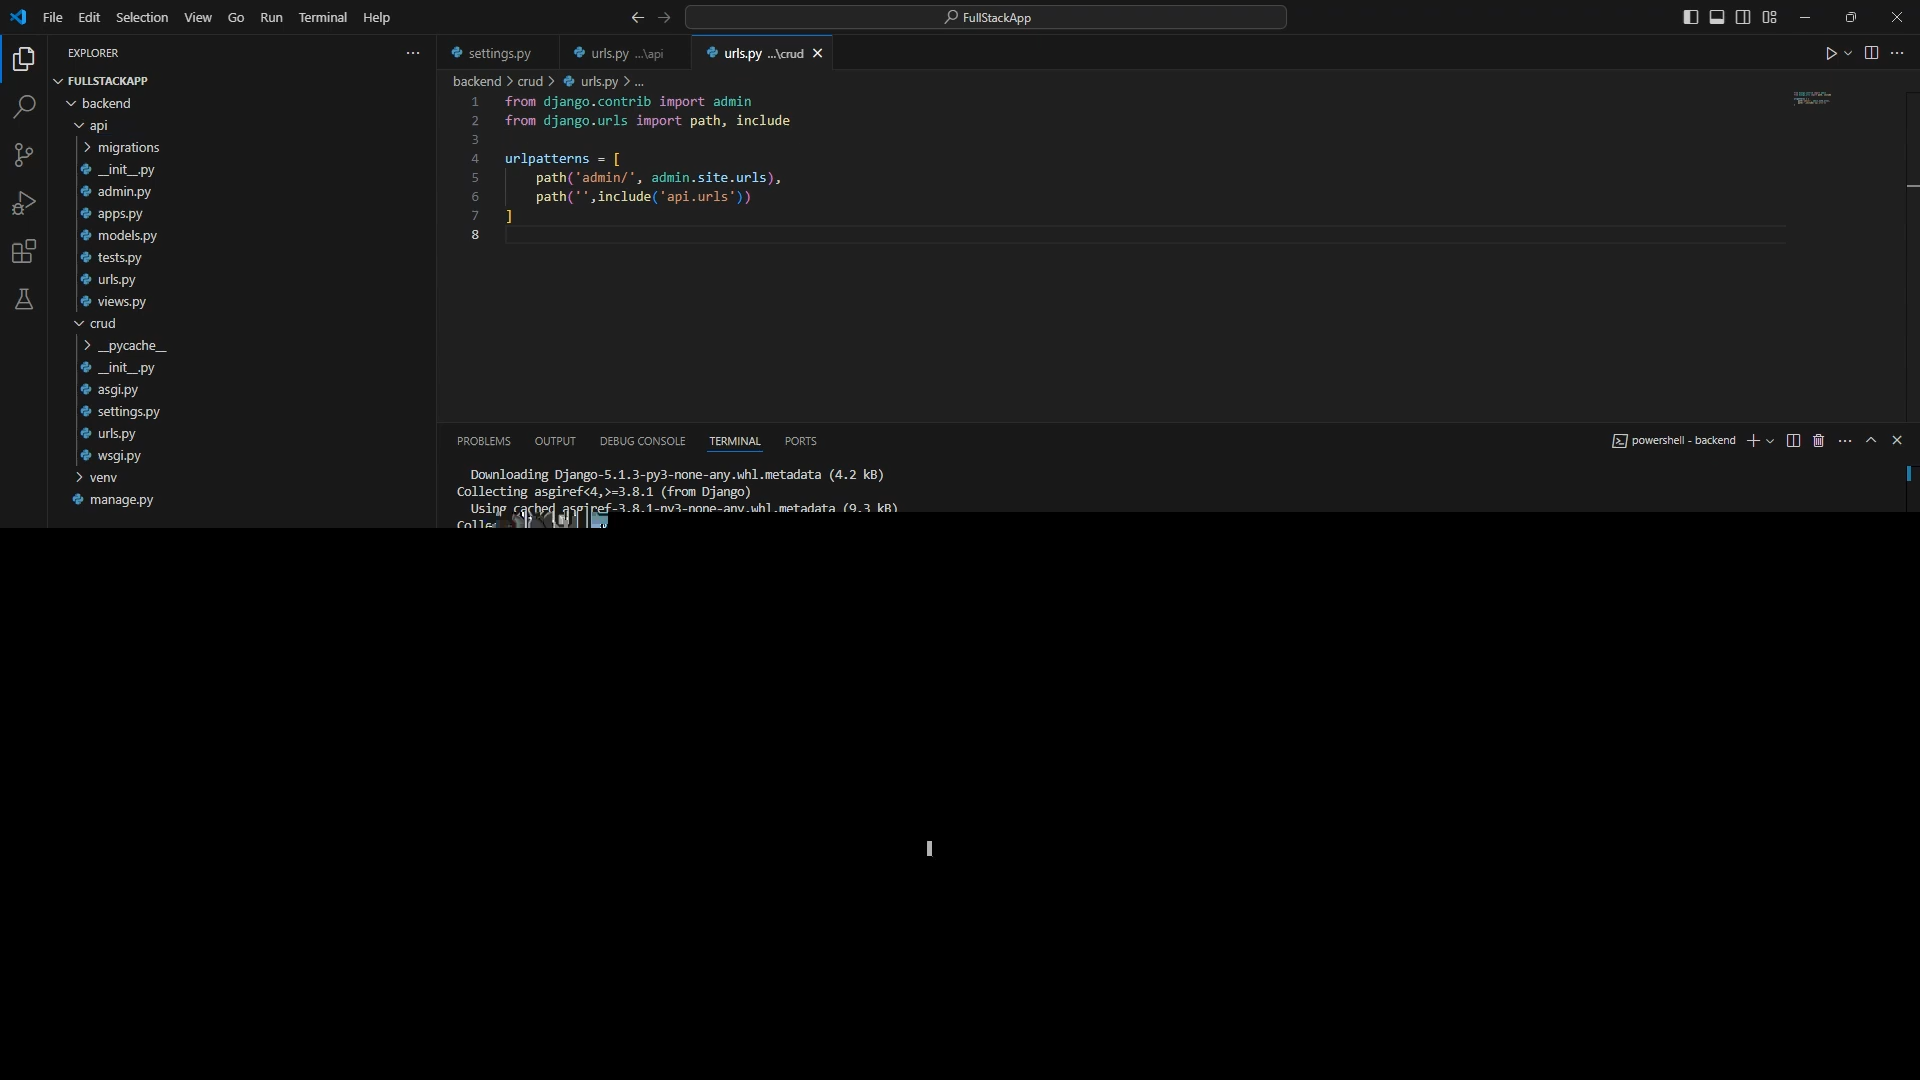 File Edit Selection View Go Run Terminal Help
FullStackApp
EXPLORER
FULLSTACKAPP
backend
api
migrations
__init__.py
admin.py
apps.py
models.py
tests.py
urls.py
views.py
crud
__pycache__
__init__.py
asgi.py
settings.py
urls.py
wsgi.py
venv
manage.py
settings.py
urls.py ...\api
urls.py ...\crud
backend > crud > urls.py > ...
1 from django.contrib import admin
2 from django.urls import path, include
3
4 urlpatterns = [
5 path('admin/', admin.site.urls),
6 path('',include('api.urls'))
7 ]
8
PROBLEMS OUTPUT DEBUG CONSOLE TERMINAL PORTS
powershell - backend
Downloading Django-5.1.3-py3-none-any.whl.metadata (4.2 kB)
Collecting asgiref<4,>=3.8.1 (from Django)
Using cached asgiref-3.8.1-py3-none-any.whl.metadata (9.3 kB)